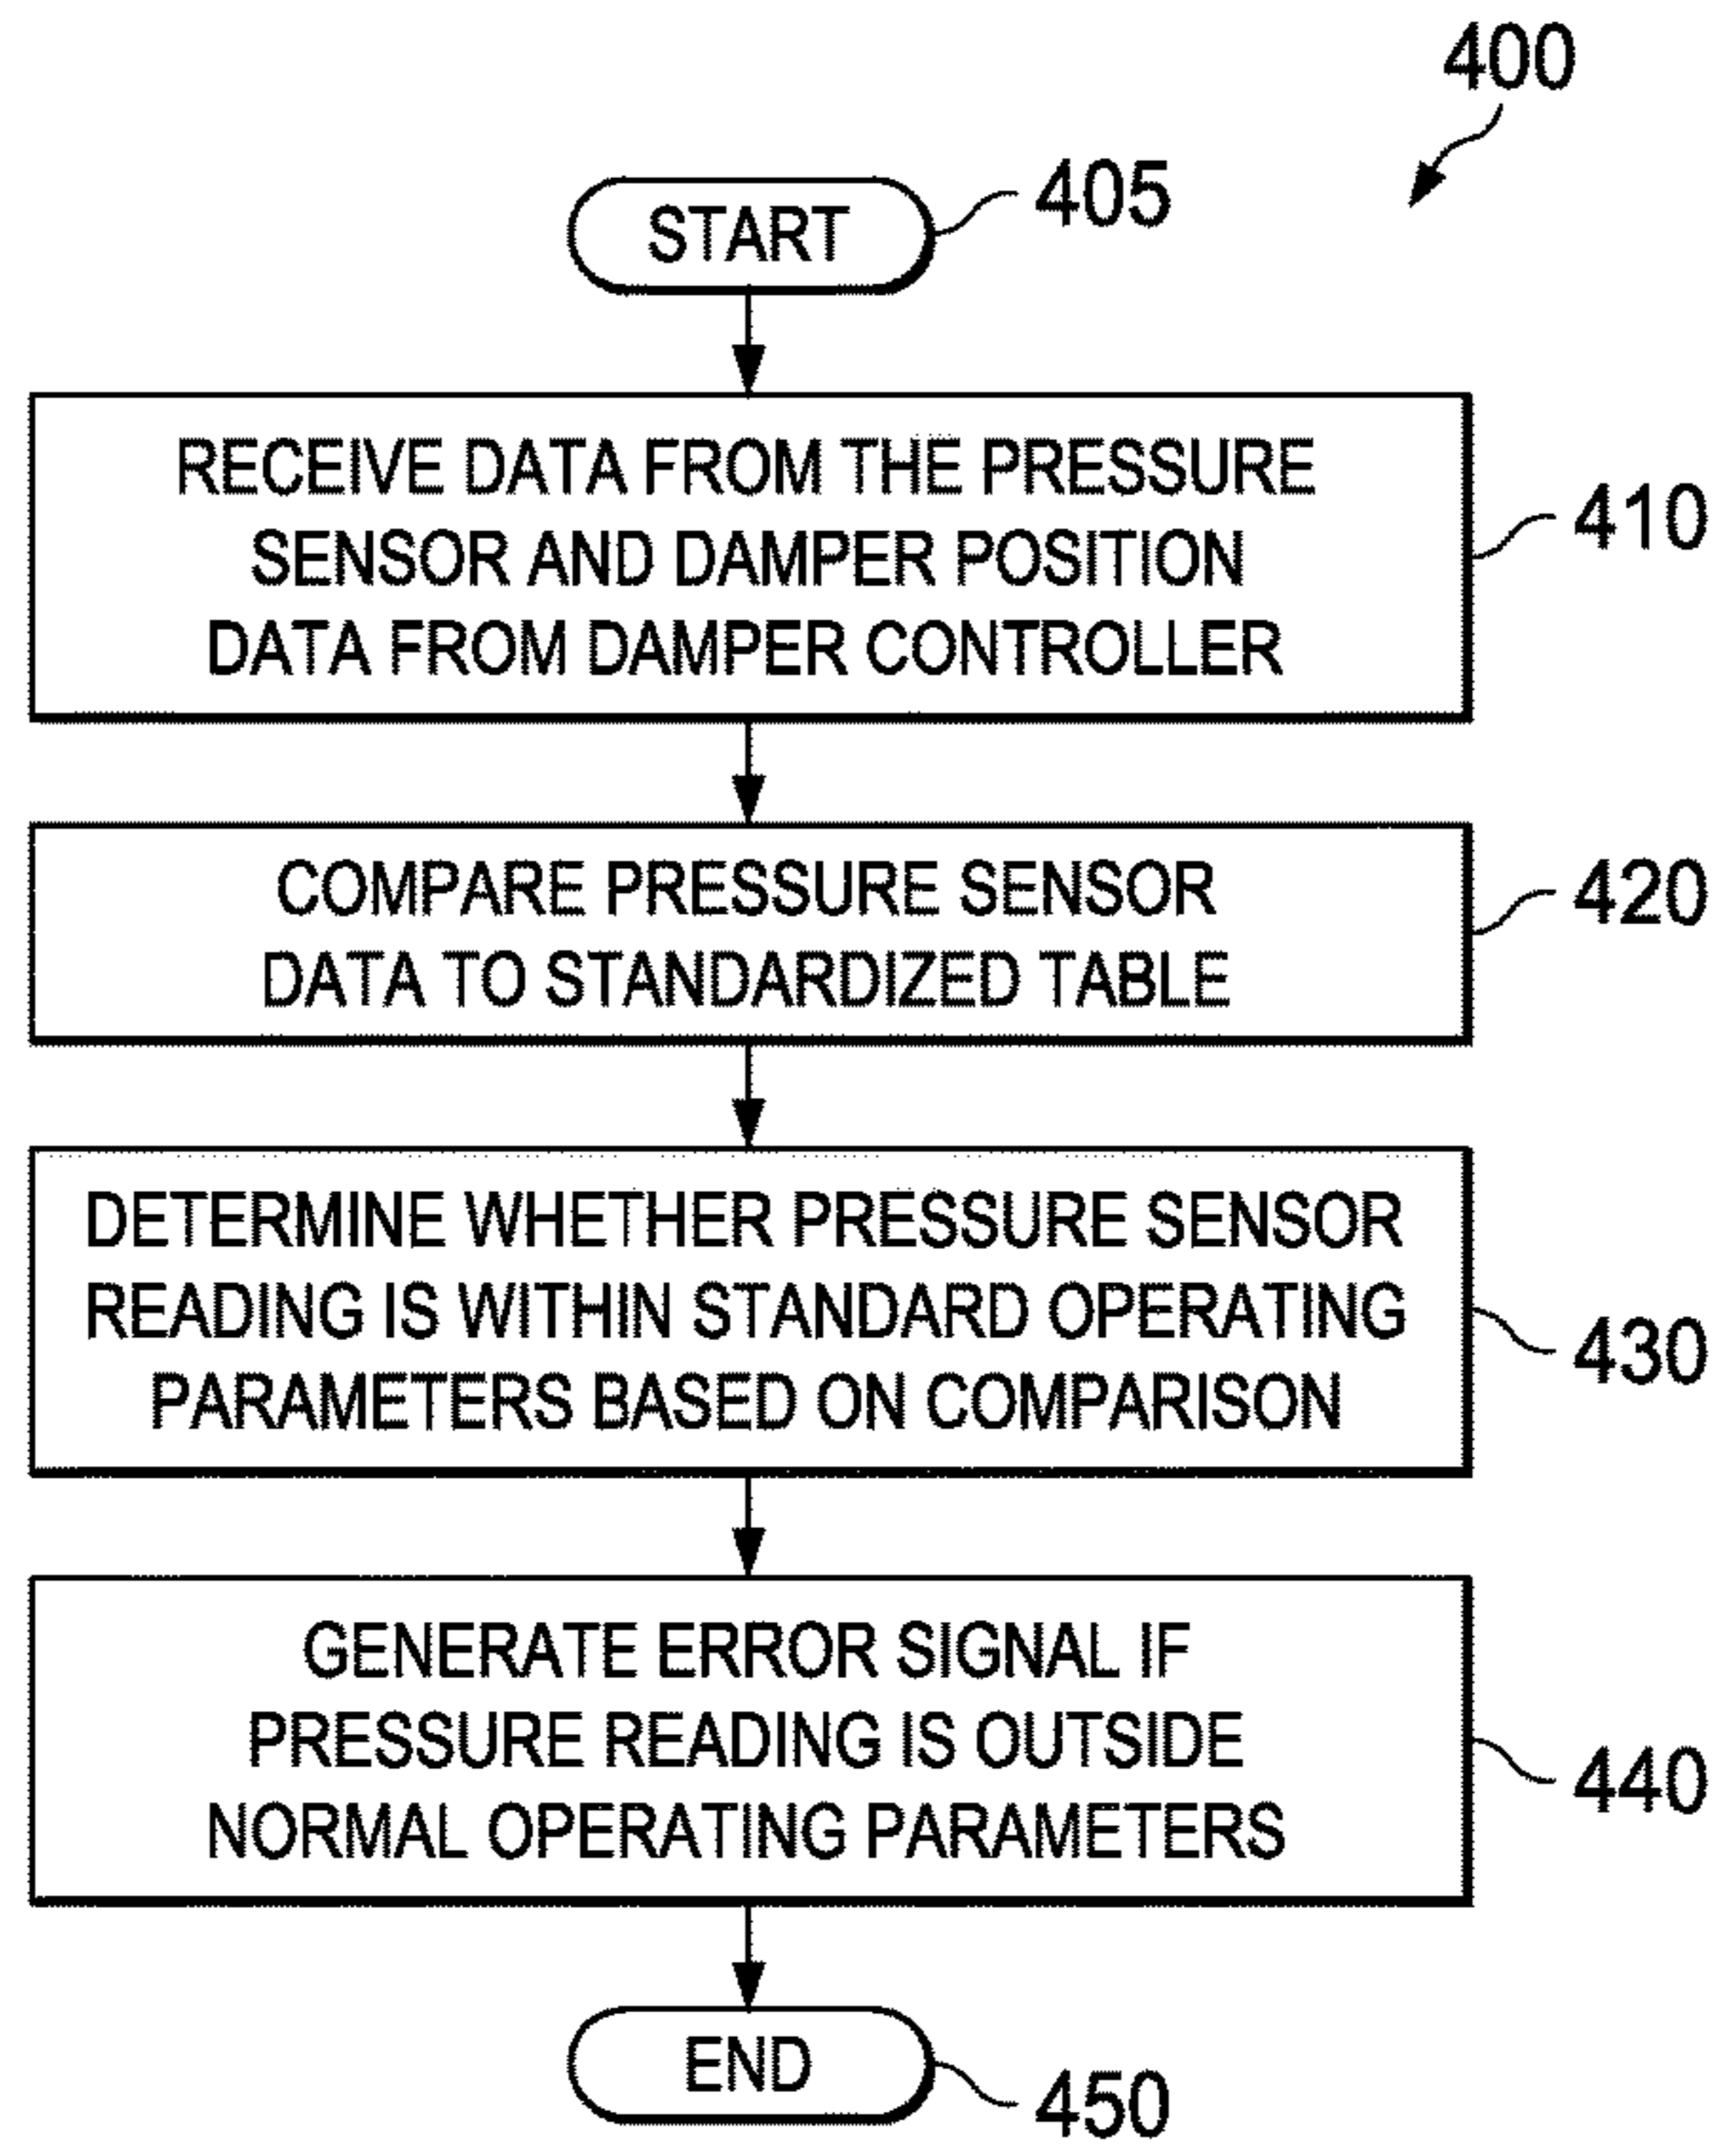 400
START
405
RECEIVE DATA FROM THE PRESSURE
SENSOR AND DAMPER POSITION
DATA FROM DAMPER CONTROLLER
410
COMPARE PRESSURE SENSOR
DATA TO STANDARDIZED TABLE
420
DETERMINE WHETHER PRESSURE SENSOR
READING IS WITHIN STANDARD OPERATING
PARAMETERS BASED ON COMPARISON
430
GENERATE ERROR SIGNAL IF
PRESSURE READING IS OUTSIDE
NORMAL OPERATING PARAMETERS
440
END
450